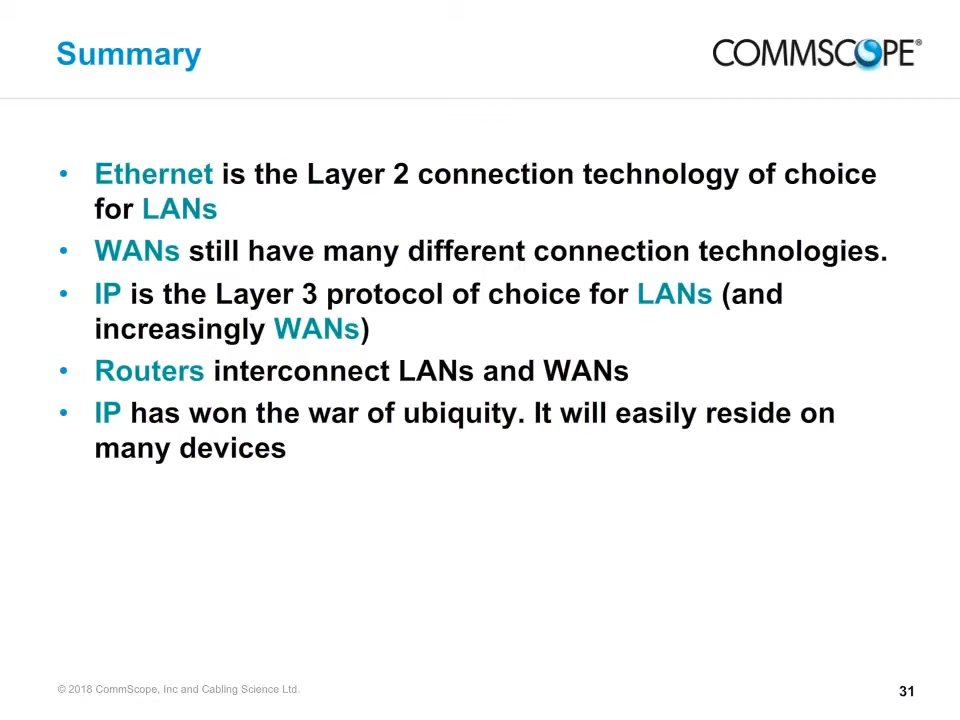 Summary
COMMSCOPE®
• Ethernet is the Layer 2 connection technology of choice
for LANs
• WANs still have many different connection technologies.
• IP is the Layer 3 protocol of choice for LANs (and
increasingly WANs)
• Routers interconnect LANs and WANs
• IP has won the war of ubiquity. It will easily reside on
many devices
© 2018 CommScope, Inc and Cabling Science Ltd.
31